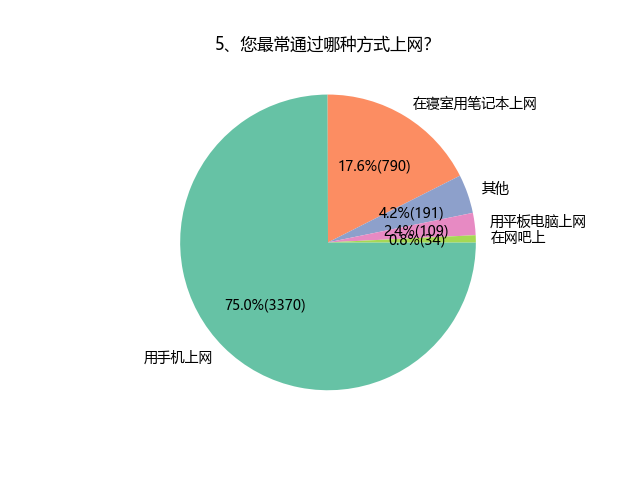 5、您最常通过哪种方式上网？
在寝室用笔记本上网
17.6%(790)
其他
4.2%(191)
用平板电脑上网
2.4%(109)
在网吧上
0.8%(34)
75.0%(3370)
用手机上网